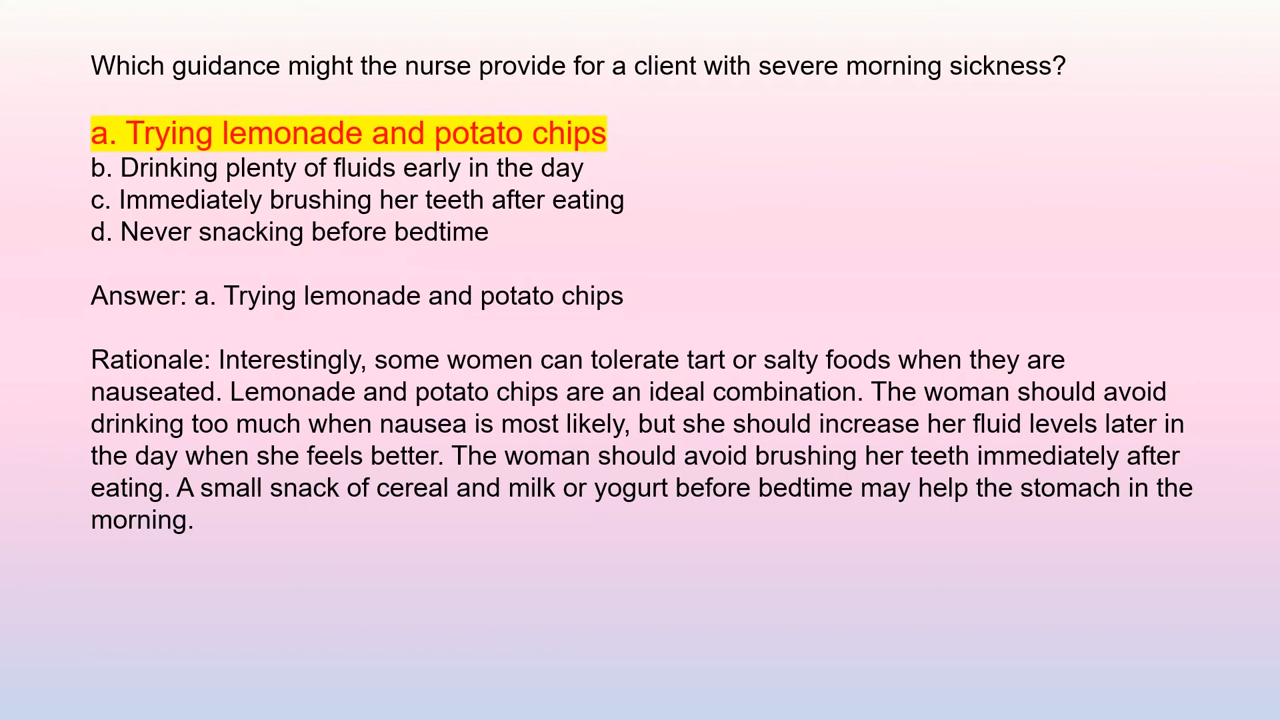 Which guidance might the nurse provide for a client with severe morning sickness?
a. Trying lemonade and potato chips
b. Drinking plenty of fluids early in the day
c. Immediately brushing her teeth after eating
d. Never snacking before bedtime
Answer: a. Trying lemonade and potato chips
Rationale: Interestingly, some women can tolerate tart or salty foods when they are
nauseated. Lemonade and potato chips are an ideal combination. The woman should avoid
drinking too much when nausea is most likely, but she should increase her fluid levels later in
the day when she feels better. The woman should avoid brushing her teeth immediately after
eating. A small snack of cereal and milk or yogurt before bedtime may help the stomach in the
morning.